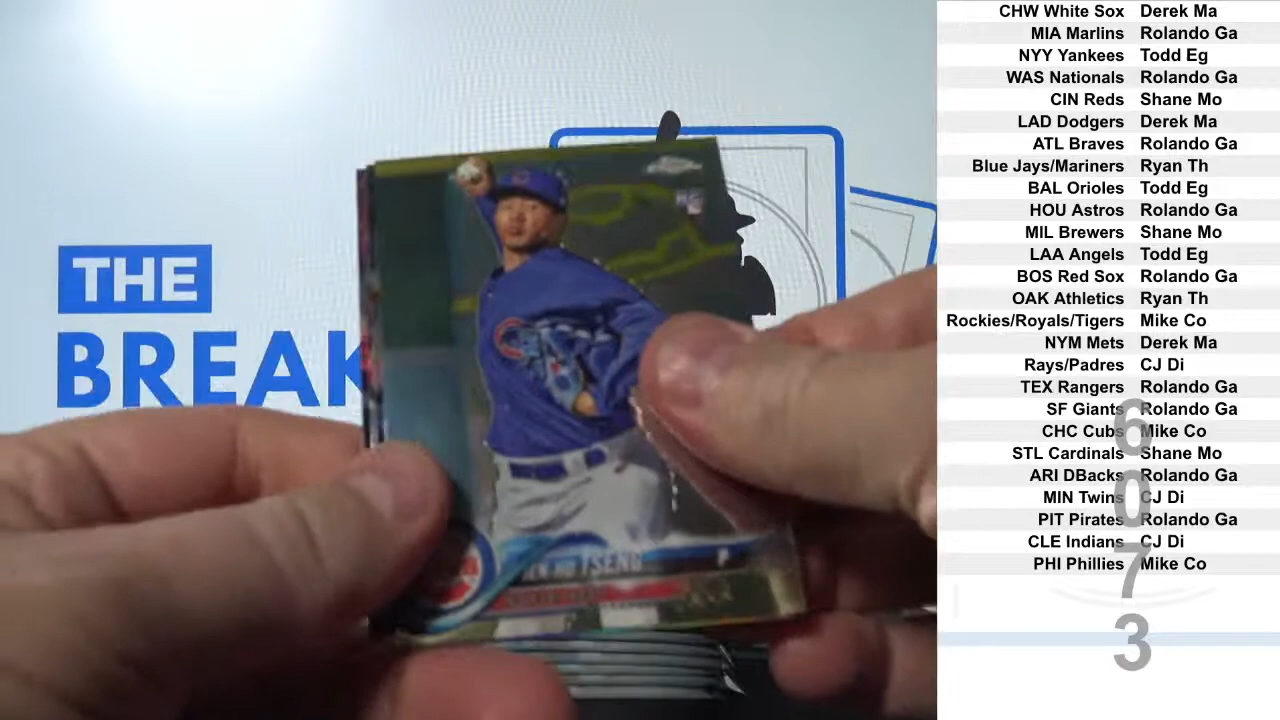 THE
BREAK
TSENG
P
CHW White Sox Derek Ma
MIA Marlins Rolando Ga
NYY Yankees Todd Eg
WAS Nationals Rolando Ga
CIN Reds Shane Mo
LAD Dodgers Derek Ma
ATL Braves Rolando Ga
Blue Jays/Mariners Ryan Th
BAL Orioles Todd Eg
HOU Astros Rolando Ga
MIL Brewers Shane Mo
LAA Angels Todd Eg
BOS Red Sox Rolando Ga
OAK Athletics Ryan Th
Rockies/Royals/Tigers Mike Co
NYM Mets Derek Ma
Rays/Padres CJ Di
TEX Rangers Rolando Ga
SF Giants Rolando Ga
CHC Cubs Mike Co
STL Cardinals Shane Mo
ARI DBacks Rolando Ga
MIN Twins CJ Di
PIT Pirates Rolando Ga
CLE Indians CJ Di
PHI Phillies Mike Co
6
0
7
3